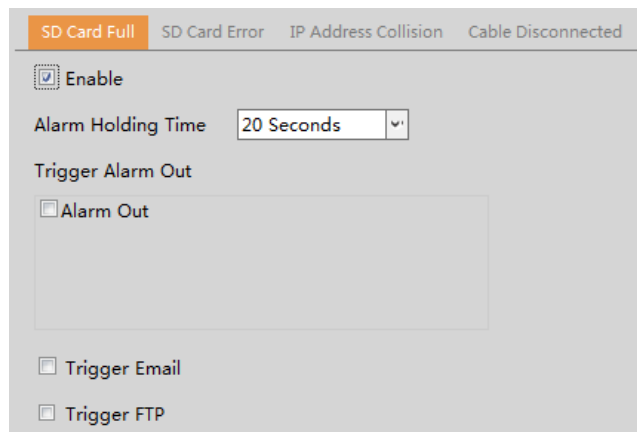 SD Card Full SD Card Error IP Address Collision Cable Disconnected
Enable
Alarm Holding Time 20 Seconds
Trigger Alarm Out
Alarm Out
Trigger Email
Trigger FTP